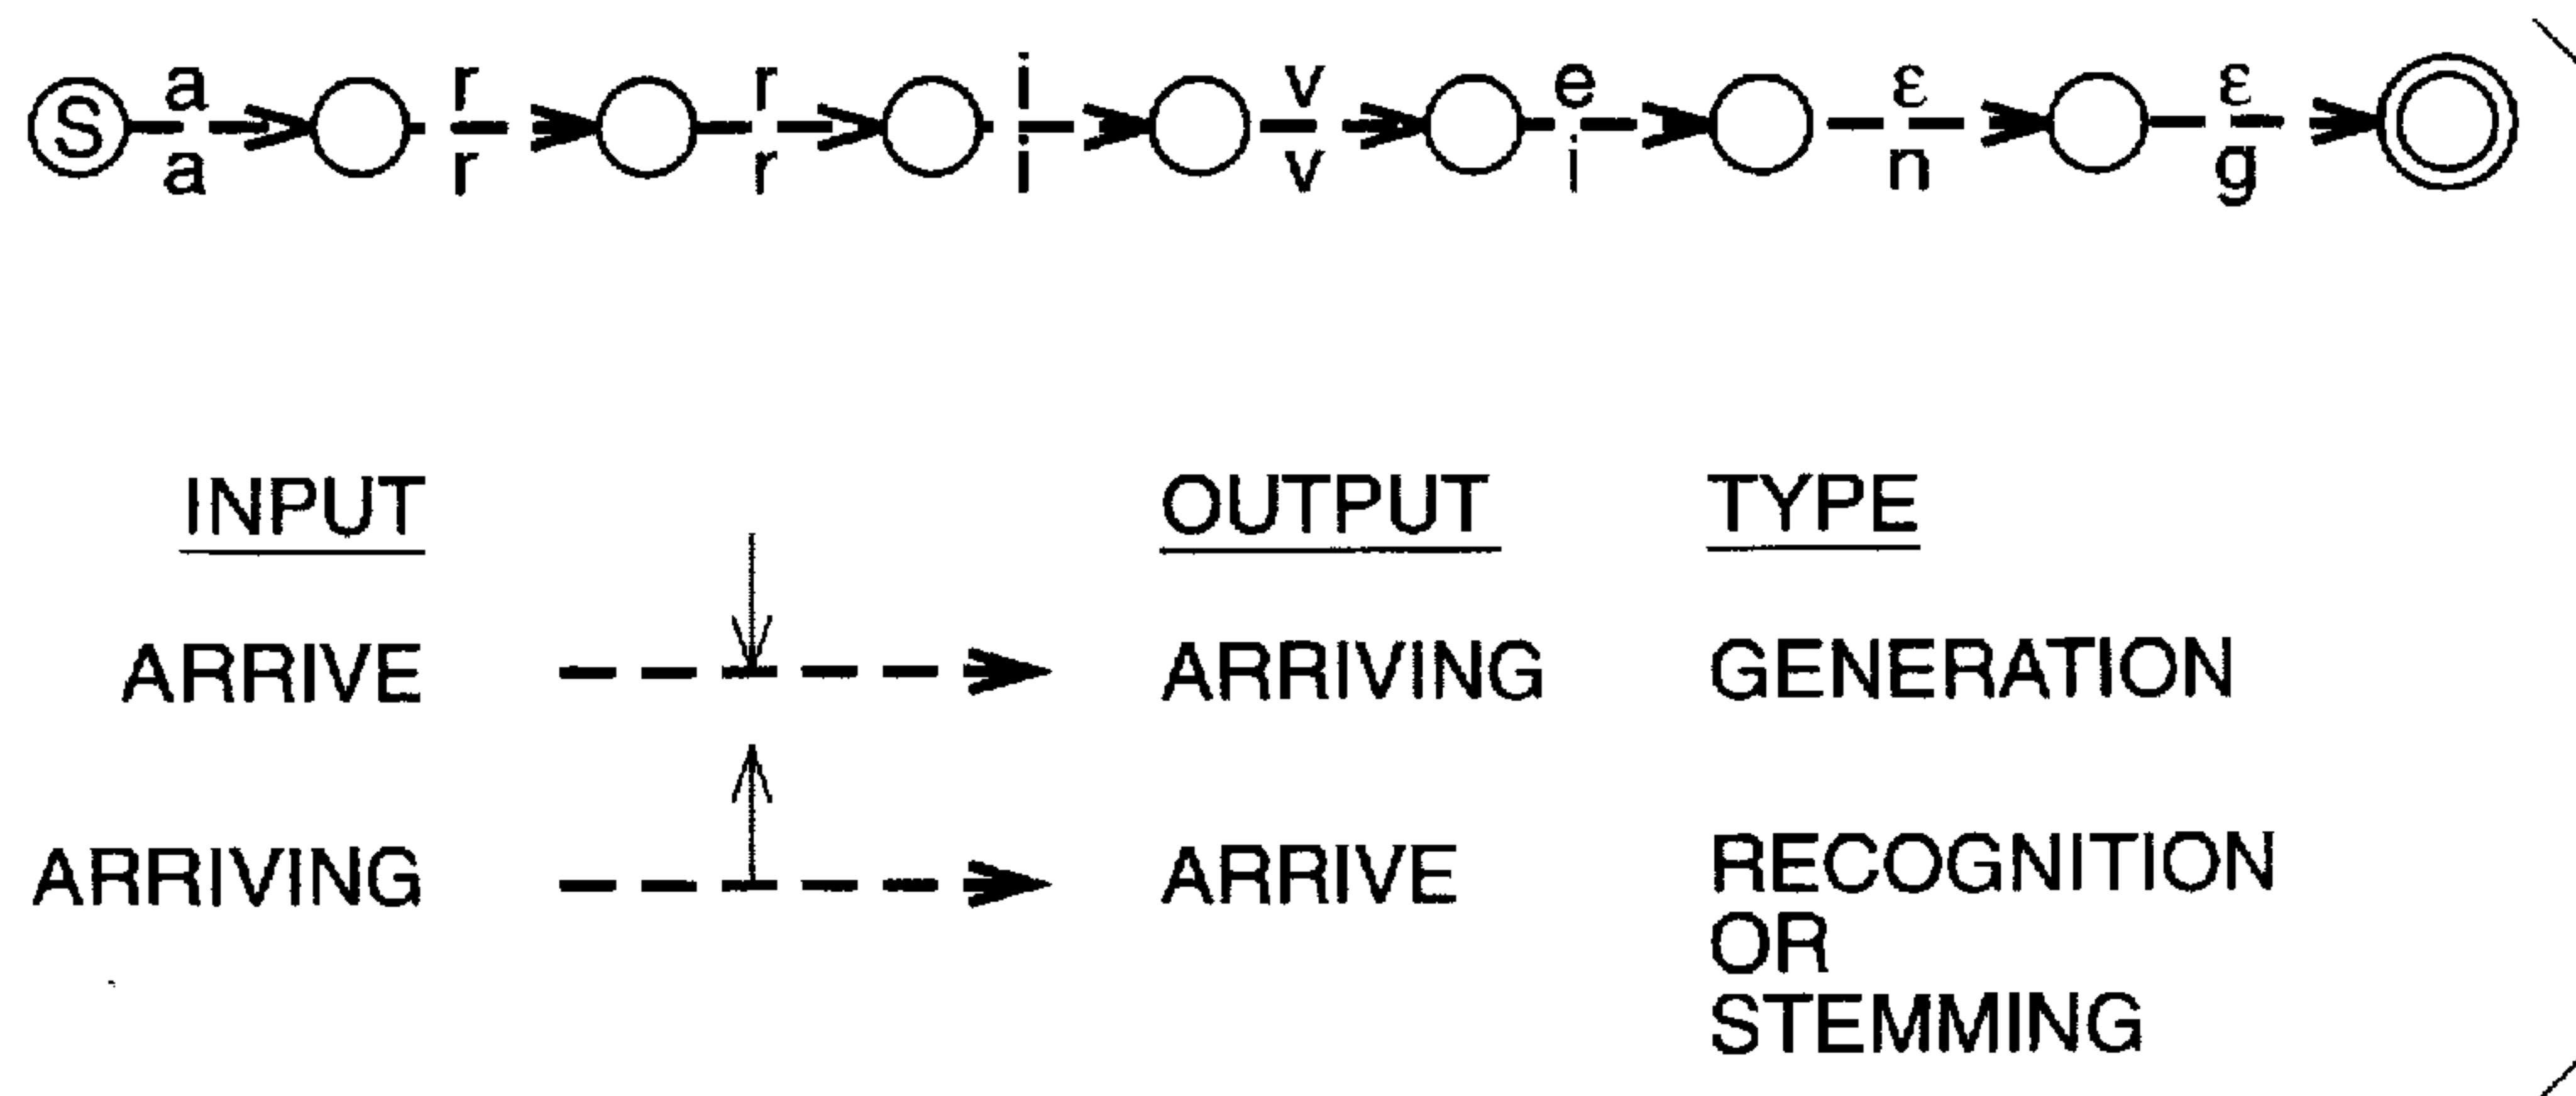 a r r i v e ε ε
S
a r r i v i n g
INPUT OUTPUT TYPE
ARRIVE ARRIVING GENERATION
ARRIVING ARRIVE RECOGNITION
OR
STEMMING